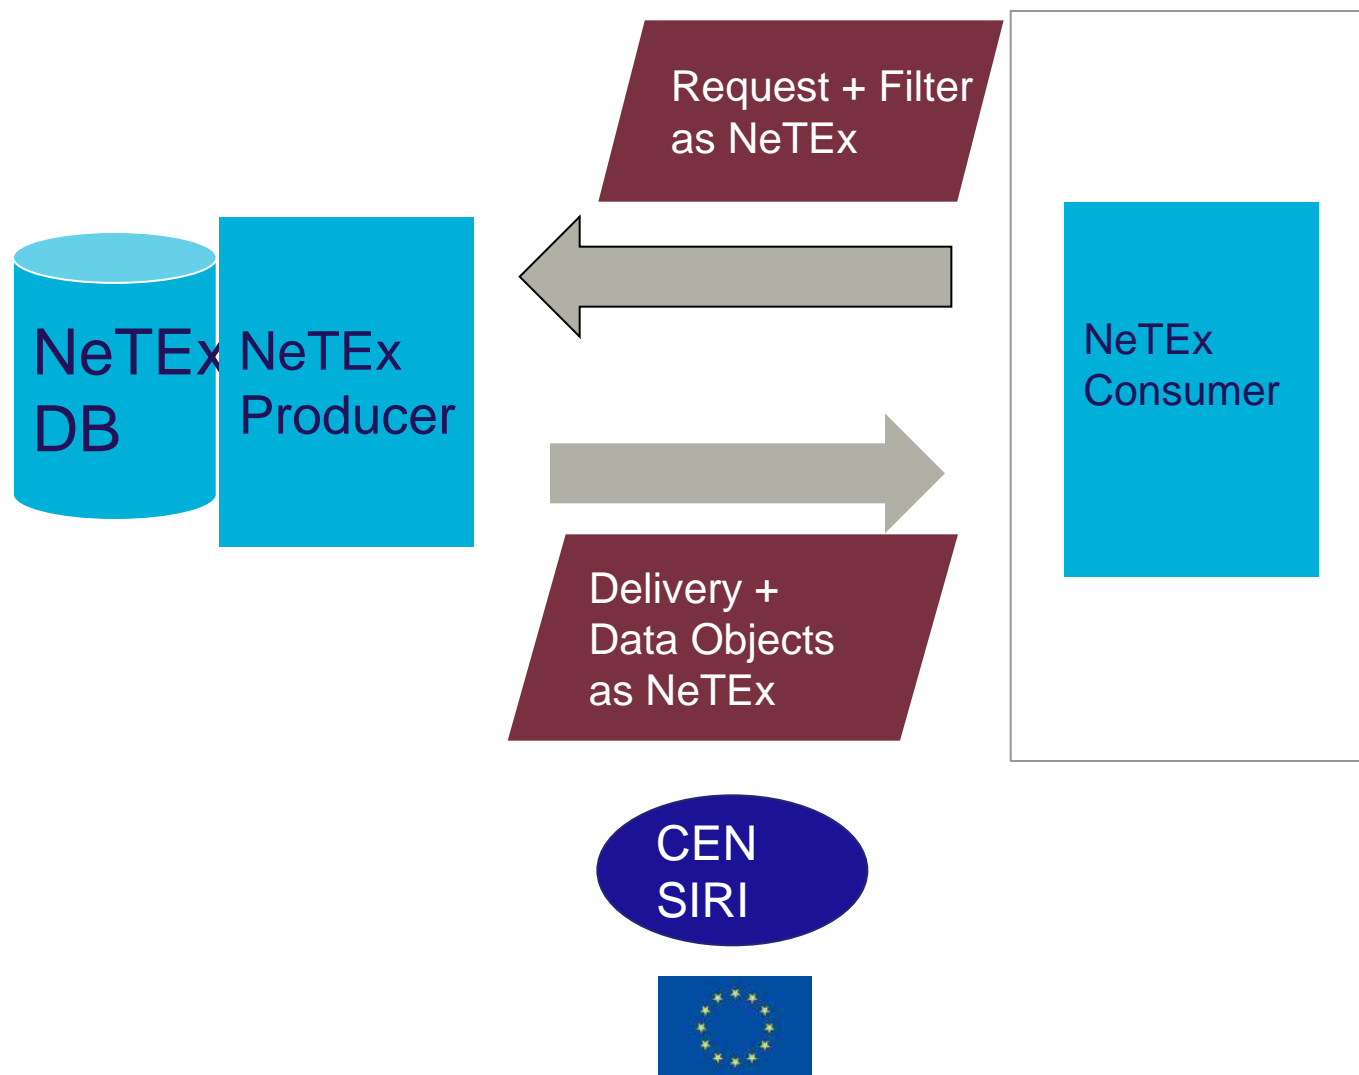 Request + Filter
as NeTEx
NeTEx
DB
NeTEx
Producer
NeTEx
Consumer
Delivery +
Data Objects
as NeTEx
CEN
SIRI